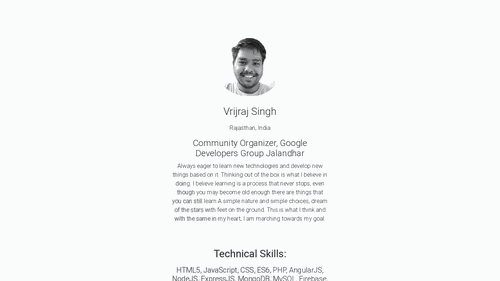 Vrijraj Singh
Rajasthan, India
Community Organizer, Google
Developers Group Jalandhar
Always eager to learn new technologies and develop new
things based on it. Thinking out of the box is what I believe in
doing. I believe learning is a process that never stops, even
though you may become old enough there are things that
you can still learn A simple nature and simple choices, dream
of the stars with feet on the ground. This is what I think and
with the same in my heart, I am marching towards my goal.
Technical Skills:
HTML5, JavaScript, CSS, ES6, PHP, AngularJS,
NodeJS, ExpressJS, MongoDB, MySQL, Firebase,